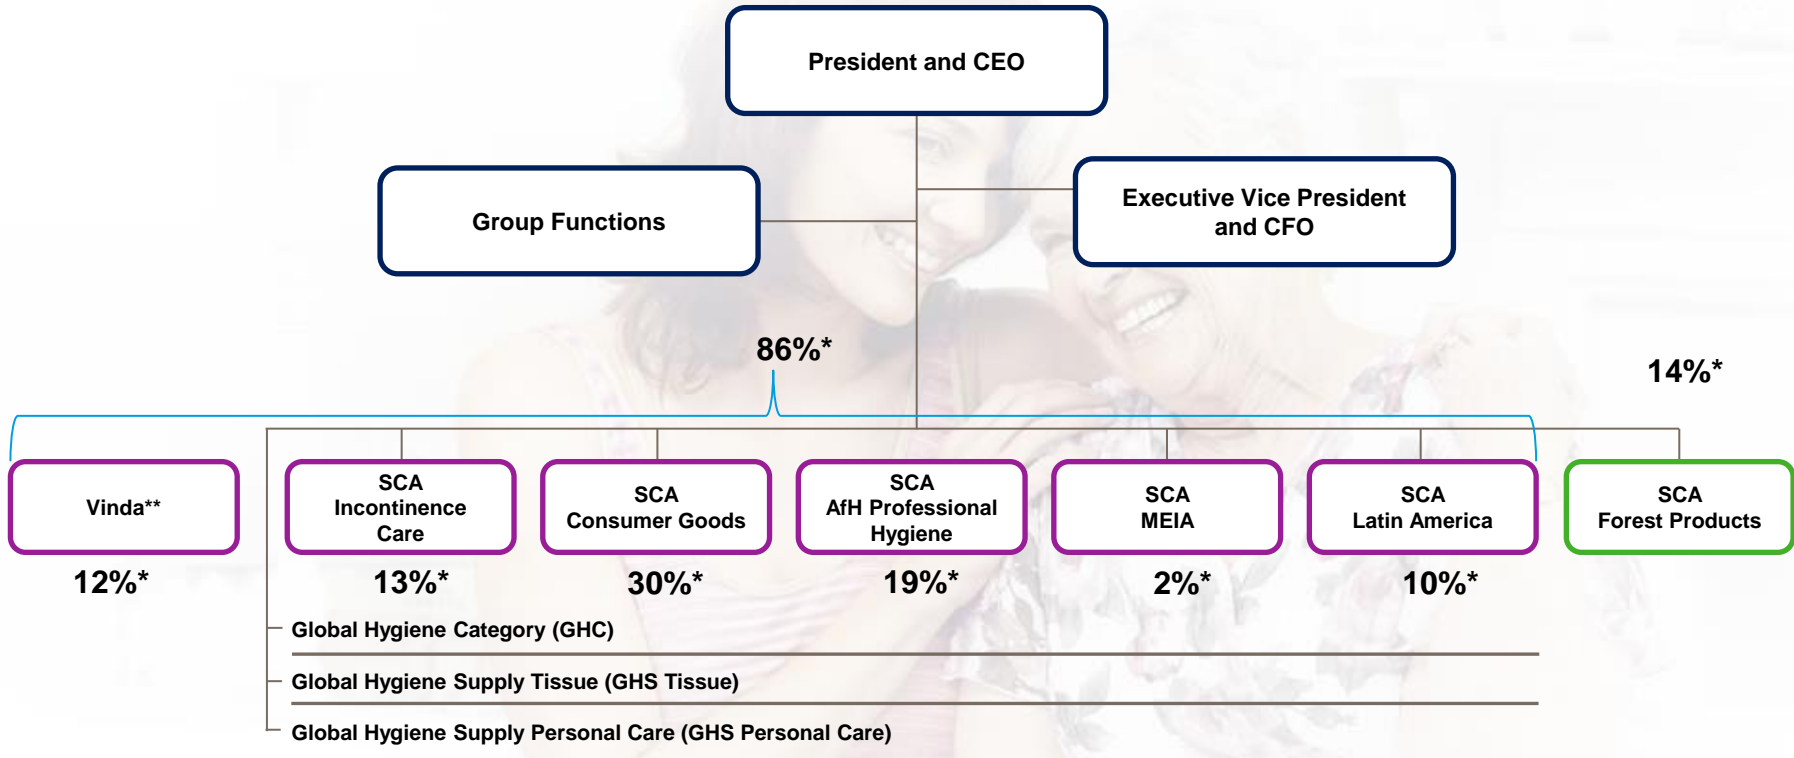 President and CEO
Group Functions
Executive Vice President
and CFO
86%*
14%*
Vinda**
SCA
Incontinence
Care
SCA
Consumer Goods
SCA
AfH Professional
Hygiene
SCA
MEIA
SCA
Latin America
SCA
Forest Products
12%*
13%*
30%*
19%*
2%*
10%*
Global Hygiene Category (GHC)
Global Hygiene Supply Tissue (GHS Tissue)
Global Hygiene Supply Personal Care (GHS Personal Care)